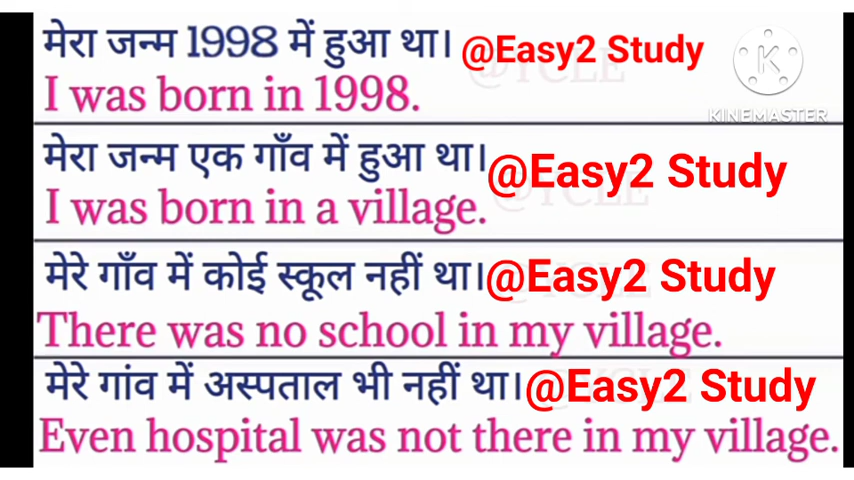 मेरा जन्म 1998 में हुआ था। @Easy2 Study
I was born in 1998.
KINEMASTER
मेरा जन्म एक गाँव में हुआ था। @Easy2 Study
I was born in a village.
मेरे गाँव में कोई स्कूल नहीं था। @Easy2 Study
There was no school in my village.
मेरे गांव में अस्पताल भी नहीं था। @Easy2 Study
Even hospital was not there in my village.